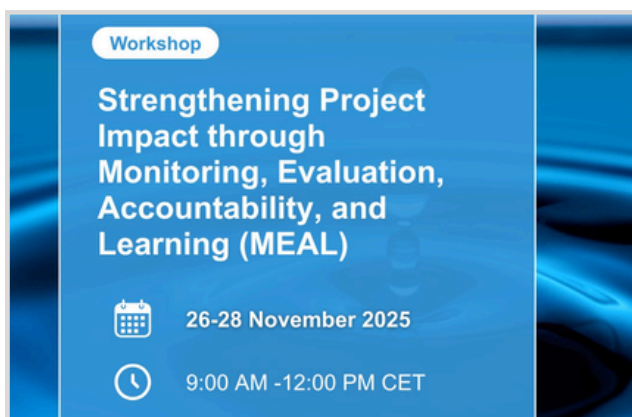 Workshop
Strengthening Project
Impact through
Monitoring, Evaluation,
Accountability, and
Learning (MEAL)
26-28 November 2025
9:00 AM -12:00 PM CET